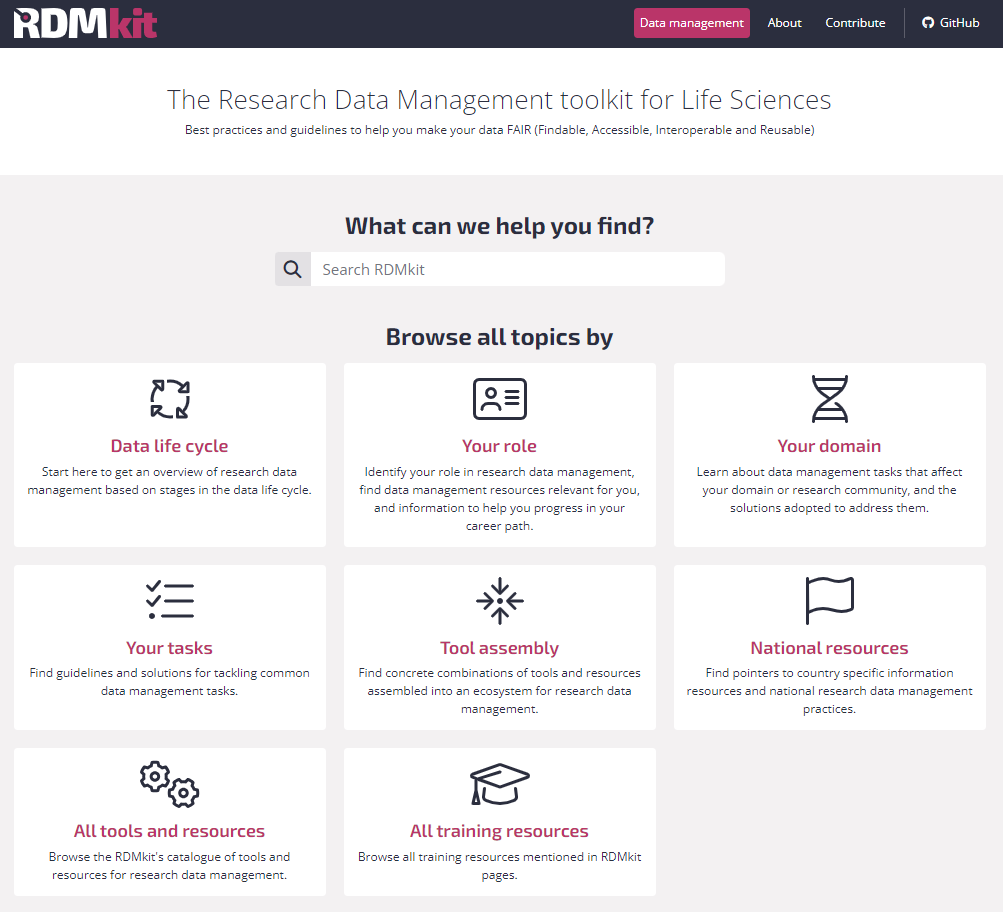 RDMkit
Data management
About
Contribute
GitHub
The Research Data Management toolkit for Life Sciences
Best practices and guidelines to help you make your data FAIR (Findable, Accessible, Interoperable and Reusable)
What can we help you find?
Search RDMkit
Browse all topics by
Data life cycle
Start here to get an overview of research data
management based on stages in the data life cycle.
Your role
Identify your role in research data management,
find data management resources relevant for you,
and information to help you progress in your
career path.
Your domain
Learn about data management tasks that affect
your domain or research community, and the
solutions adopted to address them.
Your tasks
Find guidelines and solutions for tackling common
data management tasks.
Tool assembly
Find concrete combinations of tools and resources
assembled into an ecosystem for research data
management.
National resources
Find pointers to country specific information
resources and national research data management
practices.
All tools and resources
Browse the RDMkit's catalogue of tools and
resources for research data management.
All training resources
Browse all training resources mentioned in RDMkit
pages.